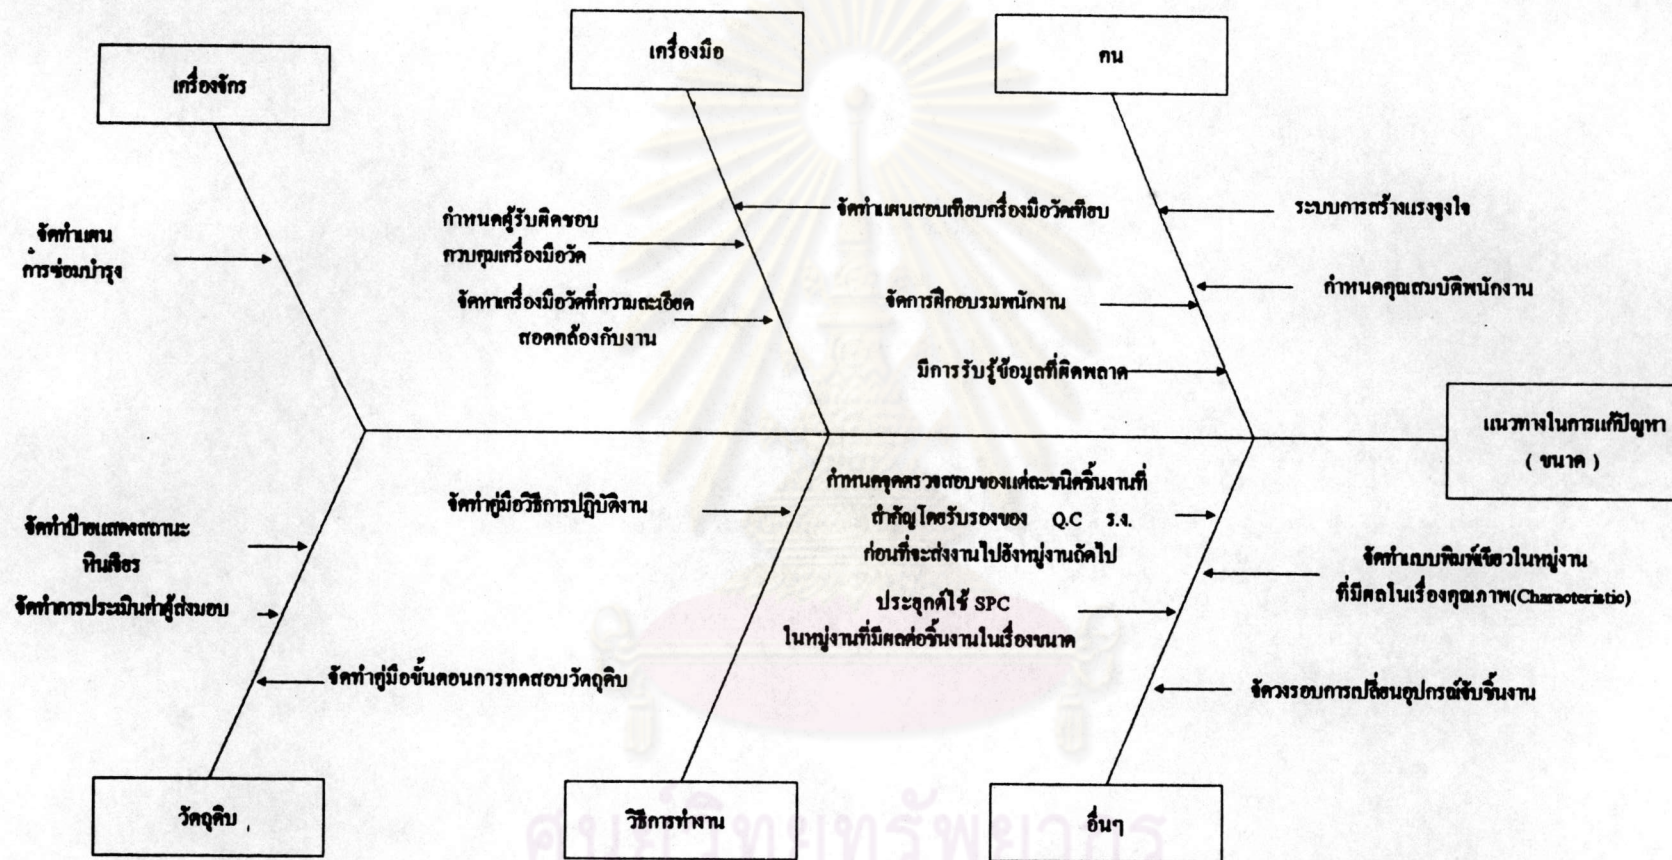 เครื่องจักร
เครื่องมือ
คน
จัดทำแผน
การซ่อมบำรุง
กำหนดผู้รับผิดชอบ
ควบคุมเครื่องมือวัด
จัดหาเครื่องมือวัดที่ความละเอียด
สอดคล้องกับงาน
จัดทำแผนสอบเทียบครื่องมือวัดเทียบ
จัดการฝึกอบรมพนักงาน
มีการรับรู้ข้อมูลที่ผิดพลาด
ระบบการสร้างแรงจูงใจ
กำหนดคุณสมบัติพนักงาน
แนวทางในการแก้ปัญหา
( ขนาด )
จัดทำป้ายแสดงสถานะ
หินเจียร
จัดทำการประเมินค่าผู้ส่งมอบ
จัดทำคู่มือขั้นตอนการทดสอบวัตถุดิบ
จัดทำคู่มือวิธีการปฏิบัติงาน
กำหนดจุดตรวจสอบของแต่ละชนิดชิ้นงานที่
สำคัญโดยรับรองของ Q.C ร.ง.
ก่อนที่จะส่งงานไปยังหมู่งานถัดไป
ประยุกต์ใช้ SPC
ในหมู่งานที่มีผลต่อชิ้นงานในเรื่องขนาด
จัดทำแบบพิมพ์เขียวในหมู่งาน
ที่มีผลในเรื่องคุณภาพ(Characteristic)
จัดวงรอบการเปลี่ยนอุปกรณ์จับชิ้นงาน
วัตถุดิบ
วิธีการทำงาน
อื่นๆ
ศูนย์วิทยทรัพยากร